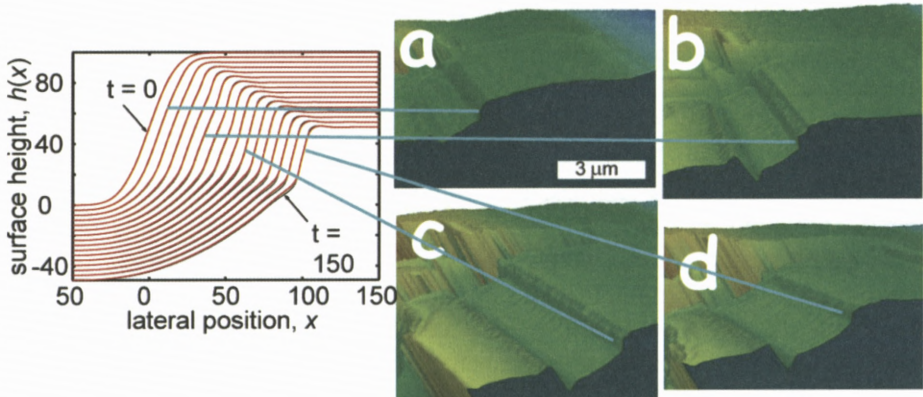 surface height, h(x)
80
40
0
-40
t = 0
t =
150
50
0
50
100
150
lateral position, x
a
3 μm
b
c
d